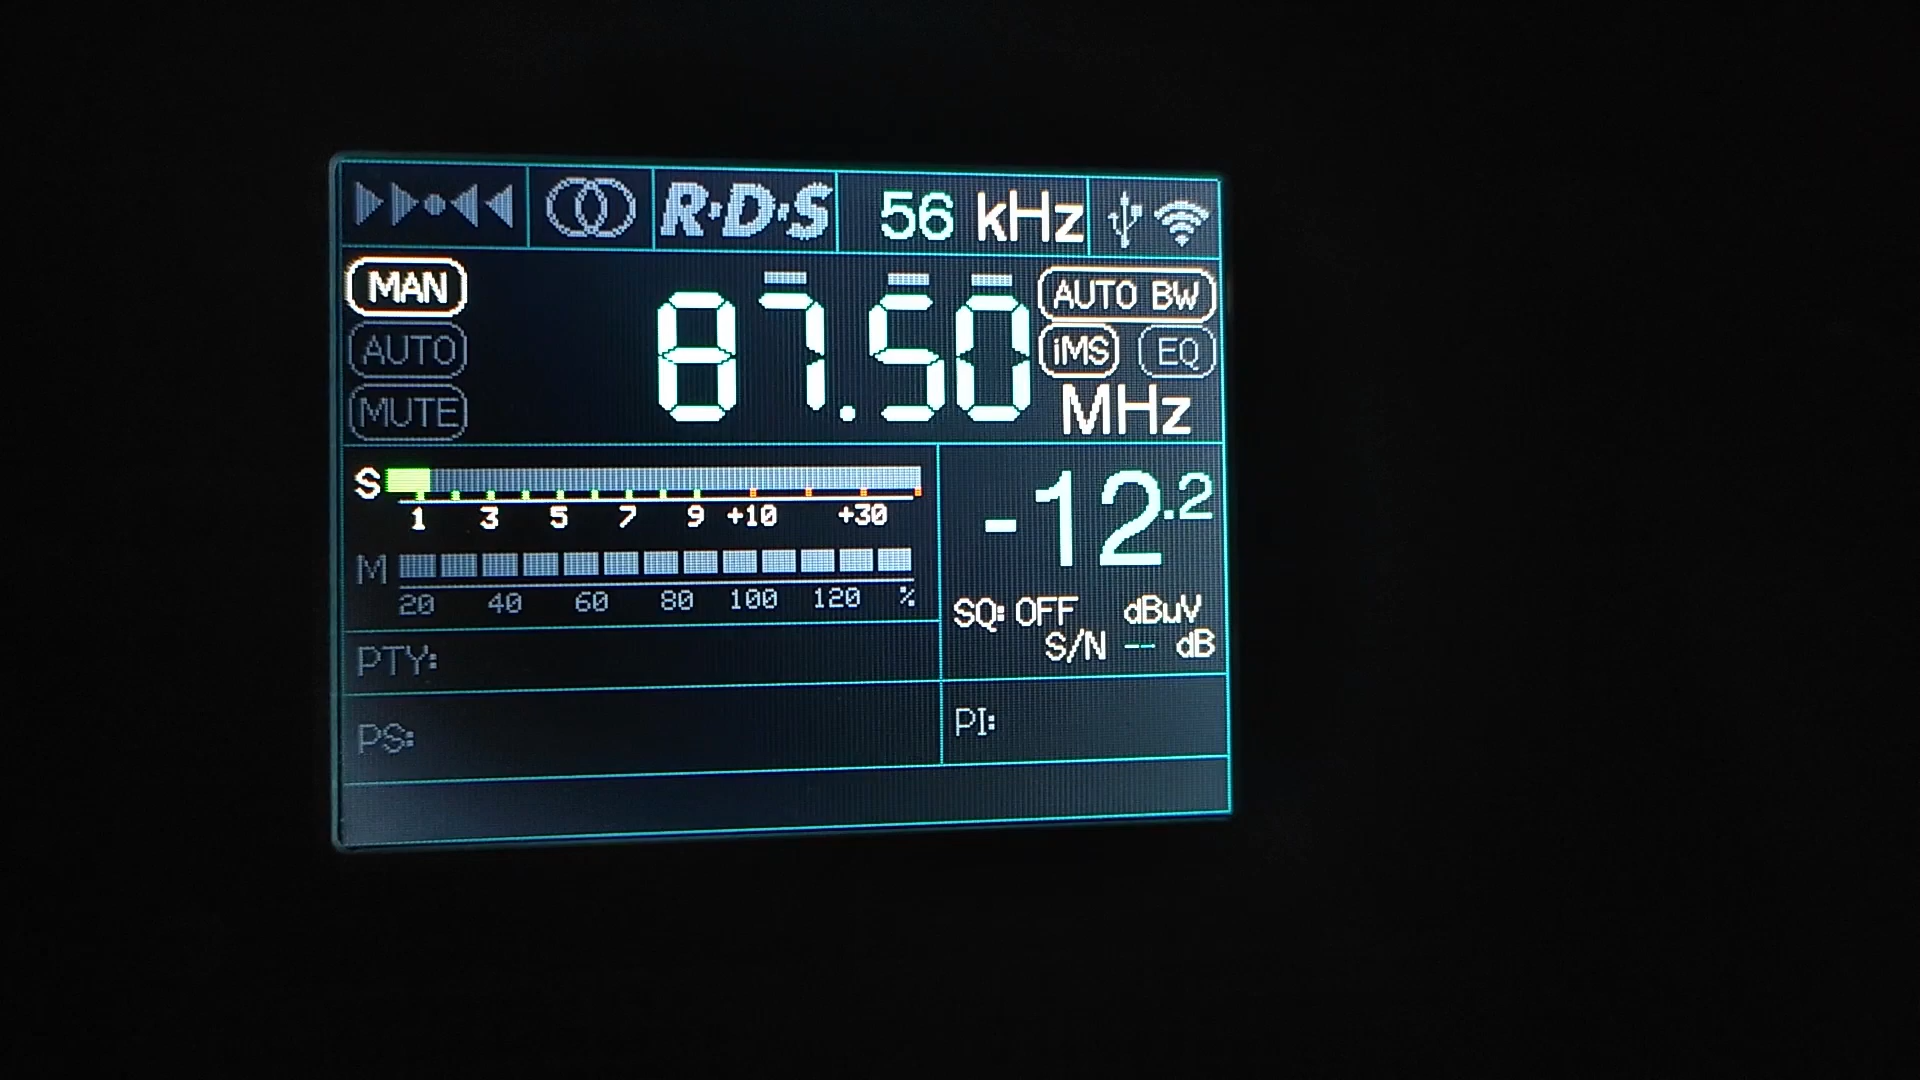 R·D·S 56 kHz
MAN 87.50 AUTO BW
AUTO iMS EQ
MUTE MHz
S 1 3 5 7 9 +10 +30
-12.2
M 20 40 60 80 100 120 %
SQ: OFF dBuV
S/N -- dB
PTY:
PS:
PI: